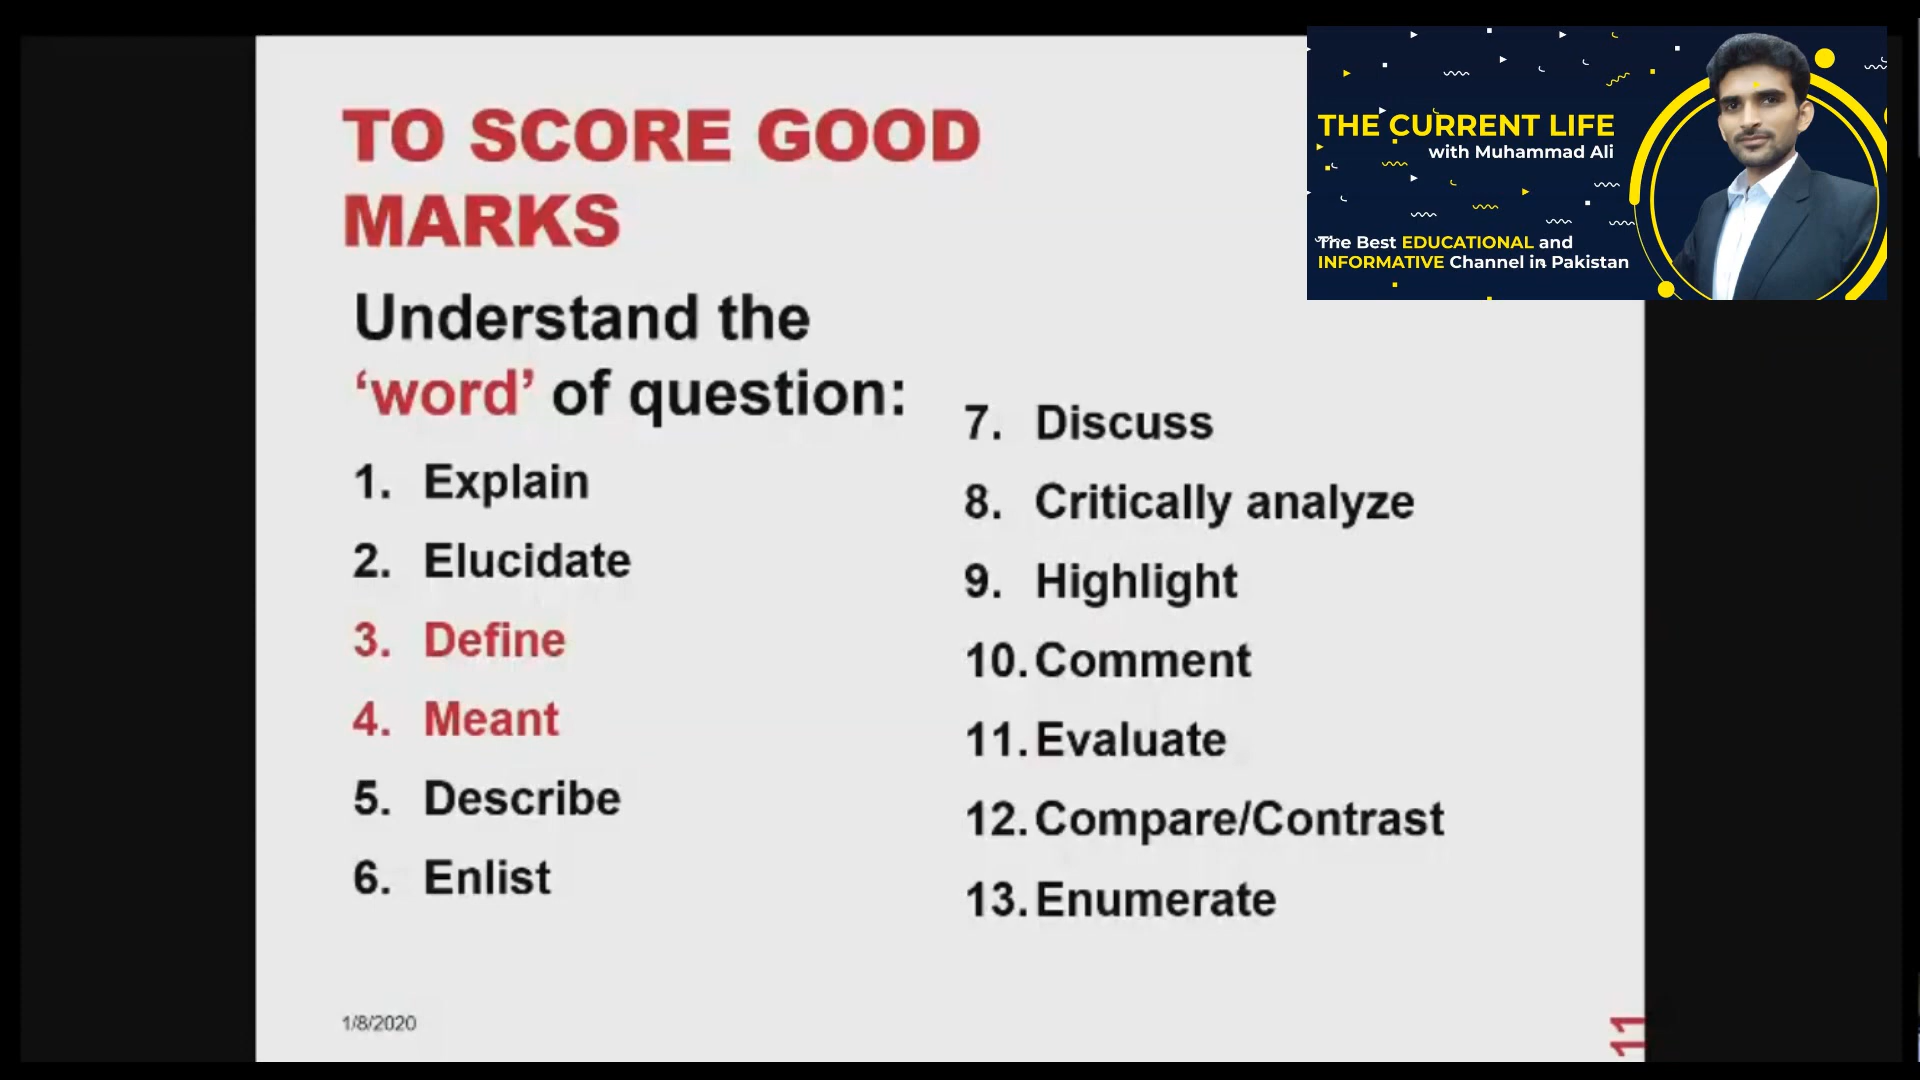 TO SCORE GOOD
MARKS
Understand the
‘word’ of question:
1. Explain
2. Elucidate
3. Define
4. Meant
5. Describe
6. Enlist
7. Discuss
8. Critically analyze
9. Highlight
10. Comment
11. Evaluate
12. Compare/Contrast
13. Enumerate
1/8/2020
11
THE CURRENT LIFE
with Muhammad Ali
The Best EDUCATIONAL and
INFORMATIVE Channel in Pakistan